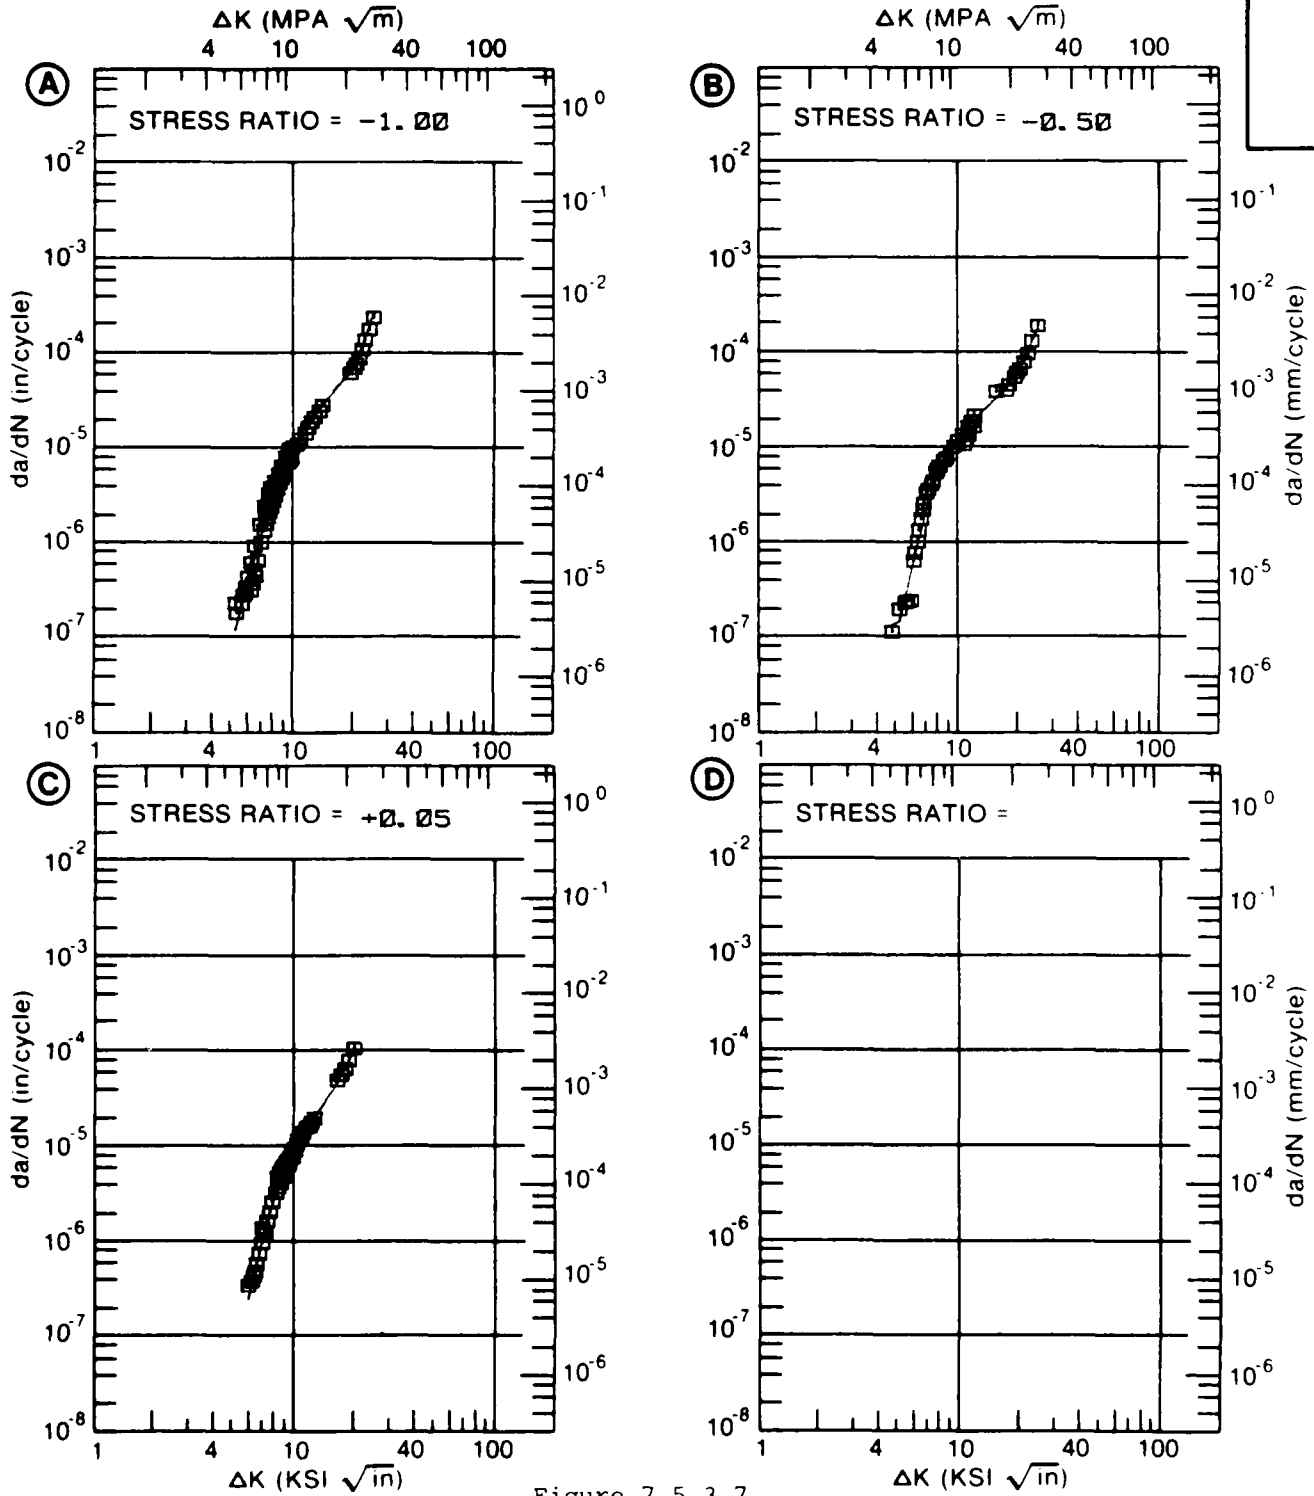 ΔK (MPA √m)
4 10 40 100
A
STRESS RATIO = -1.00
10^0
10^-2
10^-1
10^-3
10^-2
10^-4
10^-3
10^-5
10^-4
10^-6
10^-5
10^-7
10^-6
10^-8
1 4 10 40 100
da/dN (in/cycle)
ΔK (MPA √m)
4 10 40 100
B
STRESS RATIO = -0.50
10^-2
10^-1
10^-3
10^-2
10^-4
10^-3
10^-5
10^-4
10^-6
10^-5
10^-7
10^-6
10^-8
1 4 10 40 100
da/dN (mm/cycle)
C
STRESS RATIO = +0.05
10^0
10^-2
10^-1
10^-3
10^-2
10^-4
10^-3
10^-5
10^-4
10^-6
10^-5
10^-7
10^-6
10^-8
1 4 10 40 100
da/dN (in/cycle)
ΔK (KSI √in)
D
STRESS RATIO =
10^0
10^-2
10^-1
10^-3
10^-2
10^-4
10^-3
10^-5
10^-4
10^-6
10^-5
10^-7
10^-6
10^-8
1 4 10 40 100
da/dN (mm/cycle)
ΔK (KSI √in)
Figure 7.5.3.7